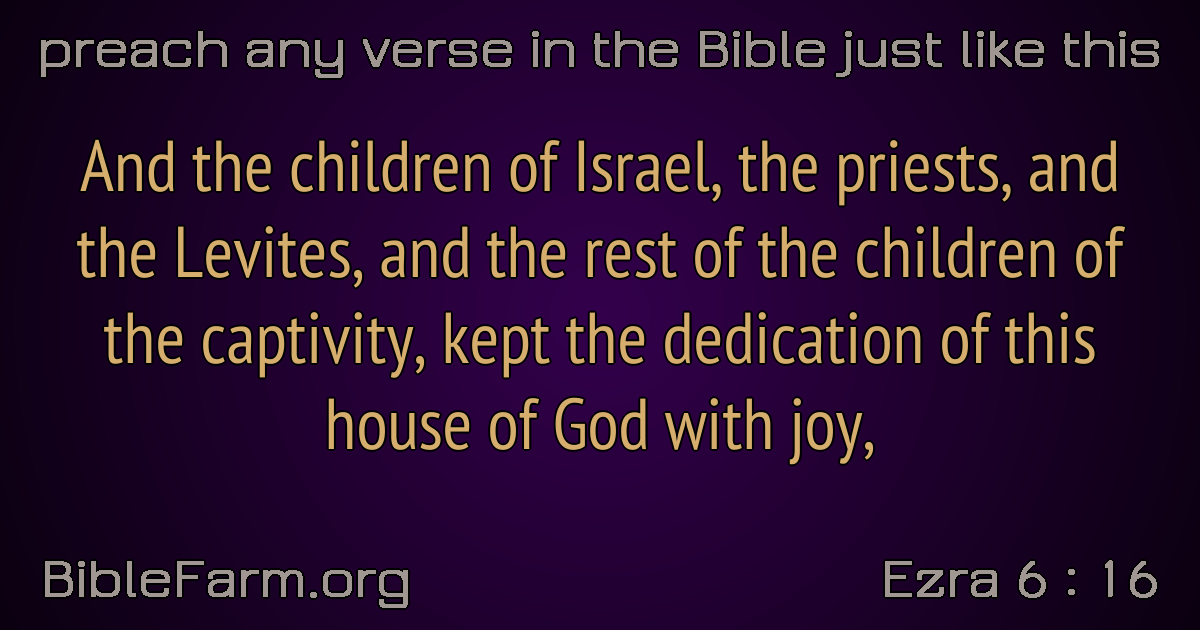 preach any verse in the Bible just like this
And the children of Israel, the priests, and
the Levites, and the rest of the children of
the captivity, kept the dedication of this
house of God with joy,
BibleFarm.org
Ezra 6 : 16